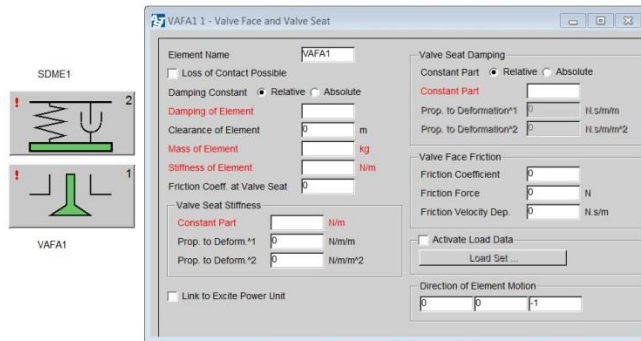 SDME1
! 2
! 1
VAFA1
VAFA1 1 - Valve Face and Valve Seat
Element Name VAFA1
Loss of Contact Possible
Damping Constant Relative Absolute
Damping of Element
Clearance of Element 0 m
Mass of Element kg
Stiffness of Element N/m
Friction Coeff. at Valve Seat 0
Valve Seat Stiffness
Constant Part N/m
Prop. to Deform.^1 0 N/m/m
Prop. to Deform.^2 0 N/m/m^2
Link to Excite Power Unit
Valve Seat Damping
Constant Part Relative Absolute
Constant Part
Prop. to Deformation^1 0 N.s/m/m
Prop. to Deformation^2 0 N.s/m/m^2
Valve Face Friction
Friction Coefficient 0
Friction Force 0 N
Friction Velocity Dep. 0 N.s/m
Activate Load Data
Load Set ...
Direction of Element Motion
0 0 -1